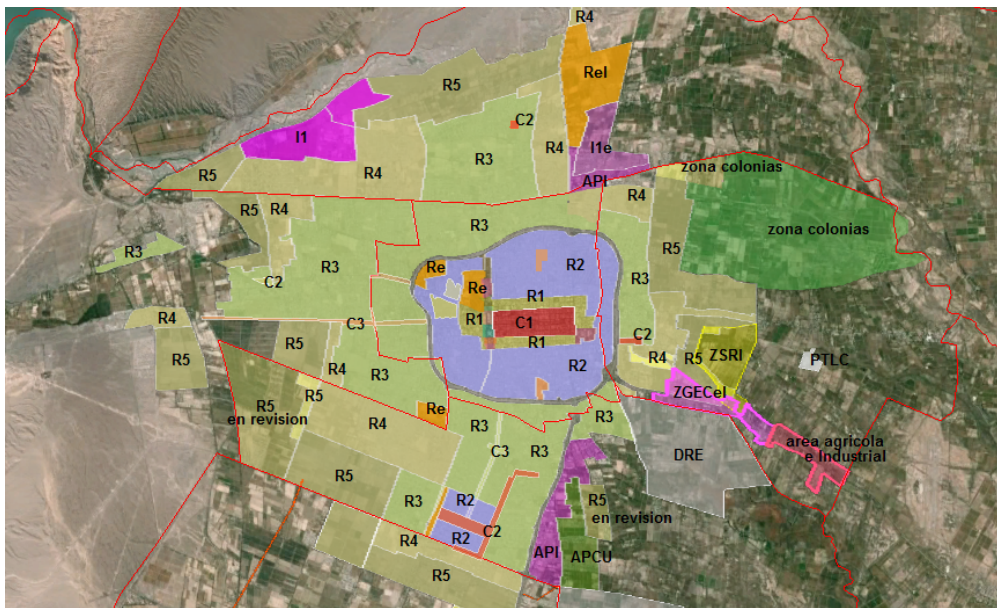 R4
ReI
R5
C2
I1
I1e
R3
R4
R4
API
zona colonias
R5
R4
R5
R4
R3
zona colonias
R3
R2
R5
R3
Re
R3
C2
Re
R1
R4
C3
R1
C1
R5
R1
C2
R4
R5
ZSRI
PTLC
R4
R3
R2
R5
R5
en revision
ZGECeI
Re
R3
R3
R4
C3
R3
area agricola
e Industrial
DRE
R5
R3
R2
R5
en revision
C2
R4
R2
API
APCU
R5